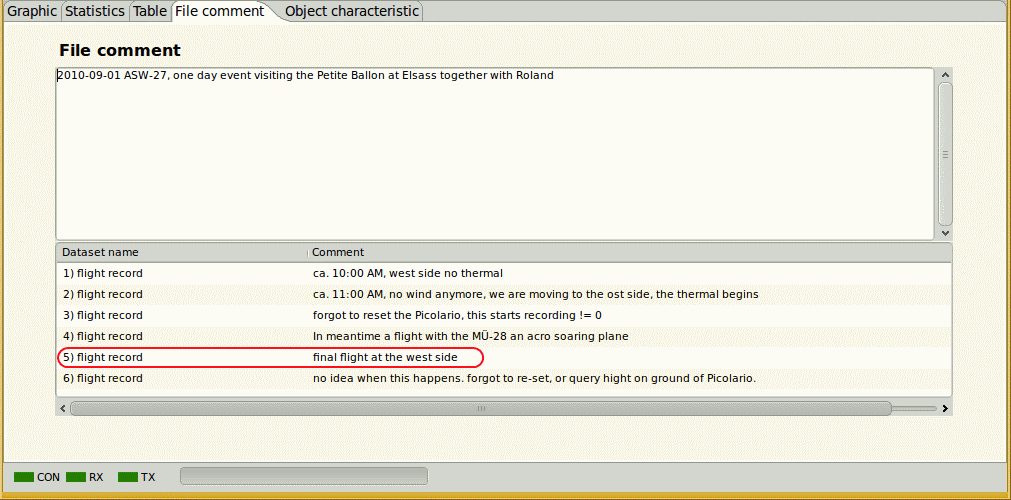 Graphic Statistics Table File comment Object characteristic
File comment
2010-09-01 ASW-27, one day event visiting the Petite Ballon at Elsass together with Roland
Dataset name Comment
1) flight record ca. 10:00 AM, west side no thermal
2) flight record ca. 11:00 AM, no wind anymore, we are moving to the ost side, the thermal begins
3) flight record forgot to reset the Picolario, this starts recording != 0
4) flight record In meantime a flight with the MÜ-28 an acro soaring plane
5) flight record final flight at the west side
6) flight record no idea when this happens. forgot to re-set, or query hight on ground of Picolario.
CON RX TX